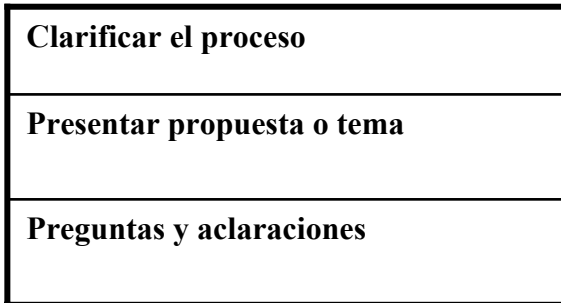 Clarificar el proceso
Presentar propuesta o tema
Preguntas y aclaraciones